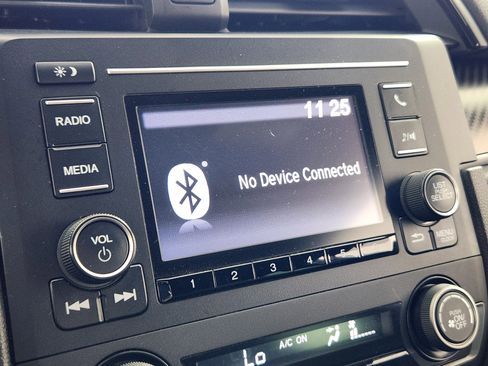 11 25
RADIO
No Device Connected
MEDIA
LIST
PUSH
SELECT
VOL
MENU
1 2 3 4 5
PUSH
ON/
OFF
A/C ON
Lo